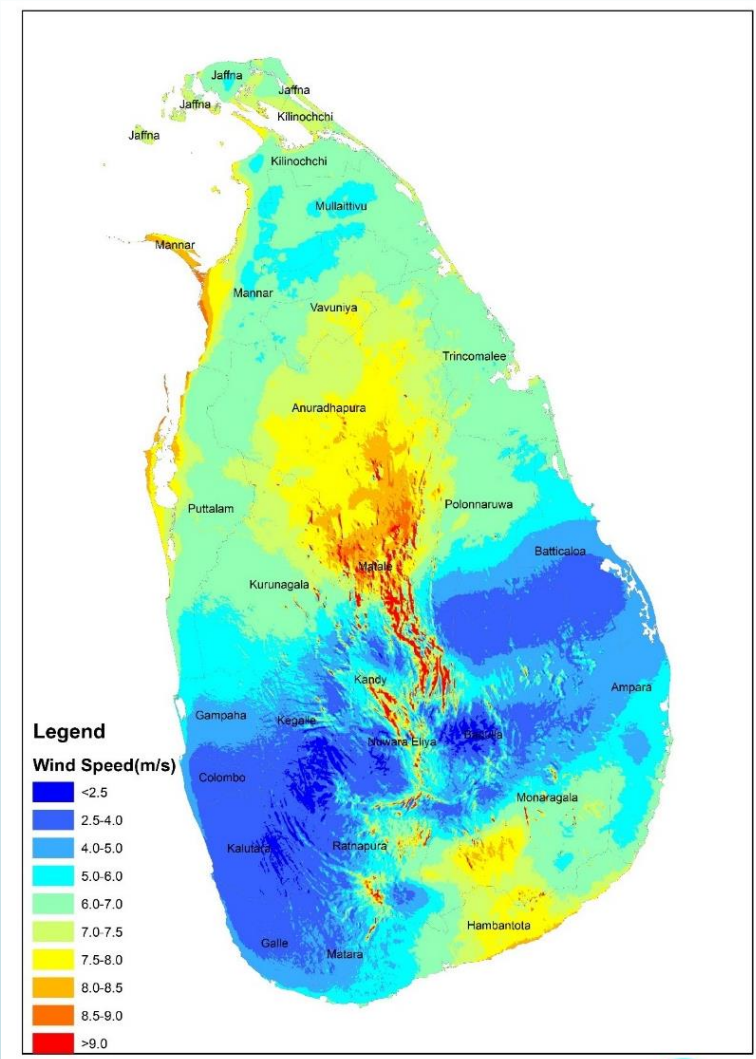 Jaffna
Jaffna
Jaffna
Kilinochchi
Jaffna
Kilinochchi
Mullaittivu
Mannar
Mannar
Vavuniya
Trincomalee
Anuradhapura
Puttalam
Polonnaruwa
Batticaloa
Matale
Kurunagala
Kandy
Ampara
Gampaha
Kegalle
Nuwara Eliya
Badulla
Colombo
Monaragala
Kalutara
Ratnapura
Hambantota
Galle
Matara
Legend
Wind Speed(m/s)
<2.5
2.5-4.0
4.0-5.0
5.0-6.0
6.0-7.0
7.0-7.5
7.5-8.0
8.0-8.5
8.5-9.0
>9.0